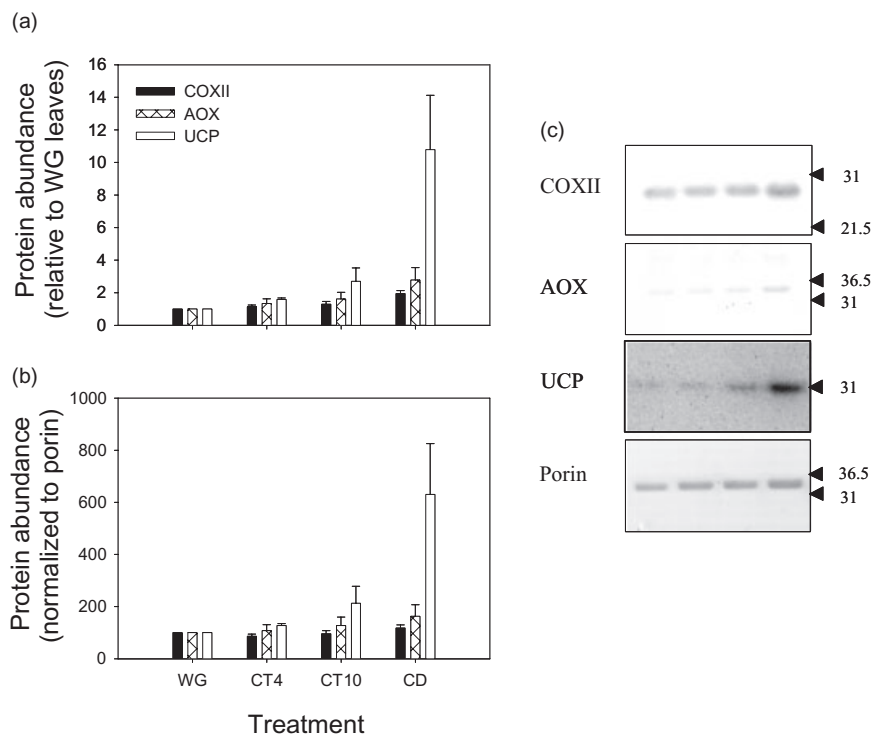 (a)
Protein abundance
(relative to WG leaves)
16
14
12
10
8
6
4
2
0
COXII
AOX
UCP
(b)
Protein abundance
(normalized to porin)
1000
800
600
400
200
0
WG CT4 CT10 CD
Treatment
(c)
COXII
31
21.5
AOX
36.5
31
UCP
31
Porin
36.5
31